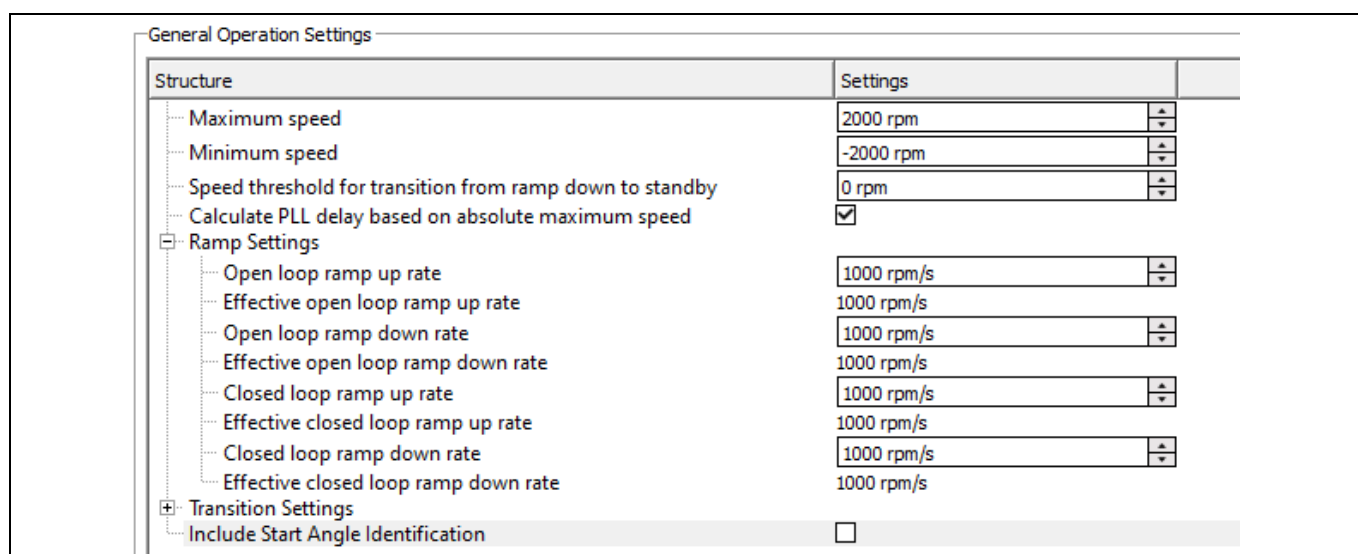 General Operation Settings
Structure Settings
Maximum speed 2000 rpm
Minimum speed -2000 rpm
Speed threshold for transition from ramp down to standby 0 rpm
Calculate PLL delay based on absolute maximum speed
Ramp Settings
Open loop ramp up rate 1000 rpm/s
Effective open loop ramp up rate 1000 rpm/s
Open loop ramp down rate 1000 rpm/s
Effective open loop ramp down rate 1000 rpm/s
Closed loop ramp up rate 1000 rpm/s
Effective closed loop ramp up rate 1000 rpm/s
Closed loop ramp down rate 1000 rpm/s
Effective closed loop ramp down rate 1000 rpm/s
Transition Settings
Include Start Angle Identification